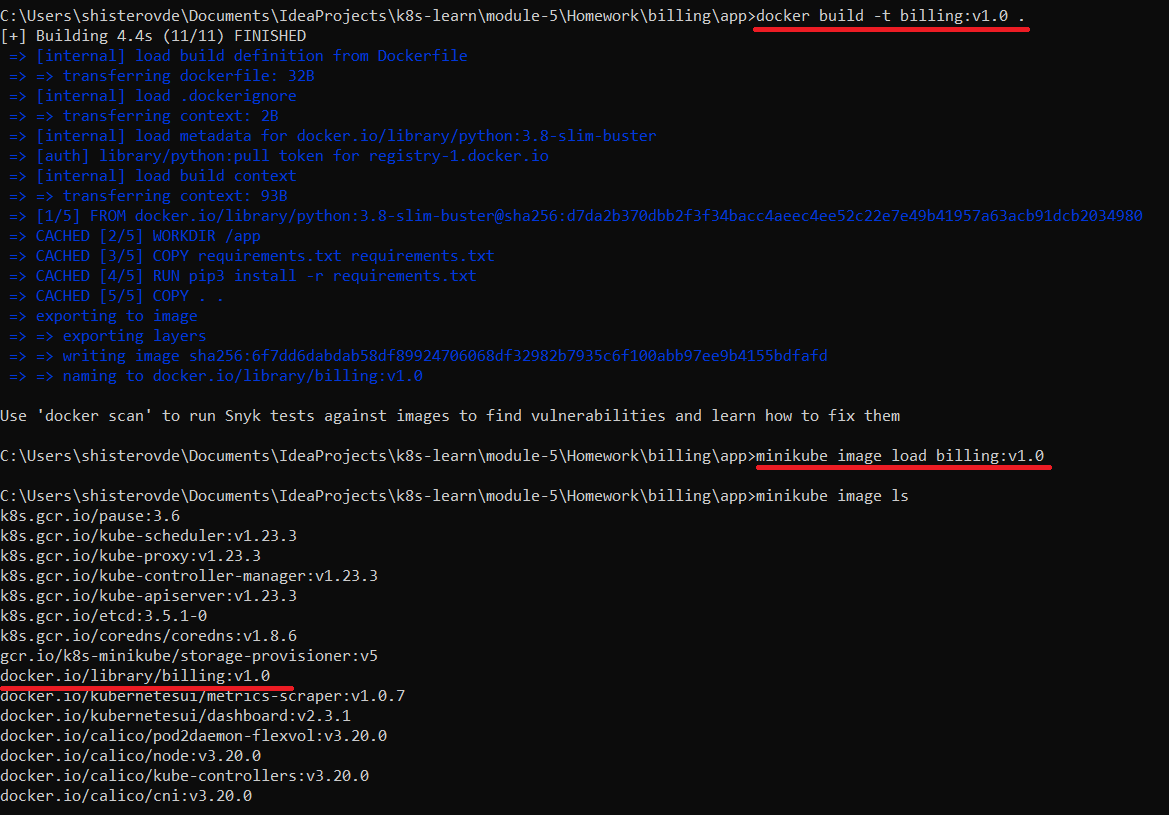 C:\Users\shisterovde\Documents\IdeaProjects\k8s-learn\module-5\Homework\billing\app>docker build -t billing:v1.0 .
[+] Building 4.4s (11/11) FINISHED
=> [internal] load build definition from Dockerfile
=> => transferring dockerfile: 32B
=> [internal] load .dockerignore
=> => transferring context: 2B
=> [internal] load metadata for docker.io/library/python:3.8-slim-buster
=> [auth] library/python:pull token for registry-1.docker.io
=> [internal] load build context
=> => transferring context: 93B
=> [1/5] FROM docker.io/library/python:3.8-slim-buster@sha256:d7da2b370dbb2f3f34bacc4aeec4ee52c22e7e49b41957a63acb91dcb2034980
=> CACHED [2/5] WORKDIR /app
=> CACHED [3/5] COPY requirements.txt requirements.txt
=> CACHED [4/5] RUN pip3 install -r requirements.txt
=> CACHED [5/5] COPY . .
=> exporting to image
=> => exporting layers
=> => writing image sha256:6f7dd6dabdab58df89924706068df32982b7935c6f100abb97ee9b4155bdfafd
=> => naming to docker.io/library/billing:v1.0
Use 'docker scan' to run Snyk tests against images to find vulnerabilities and learn how to fix them
C:\Users\shisterovde\Documents\IdeaProjects\k8s-learn\module-5\Homework\billing\app>minikube image load billing:v1.0
C:\Users\shisterovde\Documents\IdeaProjects\k8s-learn\module-5\Homework\billing\app>minikube image ls
k8s.gcr.io/pause:3.6
k8s.gcr.io/kube-scheduler:v1.23.3
k8s.gcr.io/kube-proxy:v1.23.3
k8s.gcr.io/kube-controller-manager:v1.23.3
k8s.gcr.io/kube-apiserver:v1.23.3
k8s.gcr.io/etcd:3.5.1-0
k8s.gcr.io/coredns/coredns:v1.8.6
gcr.io/k8s-minikube/storage-provisioner:v5
docker.io/library/billing:v1.0
docker.io/kubernetesui/metrics-scraper:v1.0.7
docker.io/kubernetesui/dashboard:v2.3.1
docker.io/calico/pod2daemon-flexvol:v3.20.0
docker.io/calico/node:v3.20.0
docker.io/calico/kube-controllers:v3.20.0
docker.io/calico/cni:v3.20.0